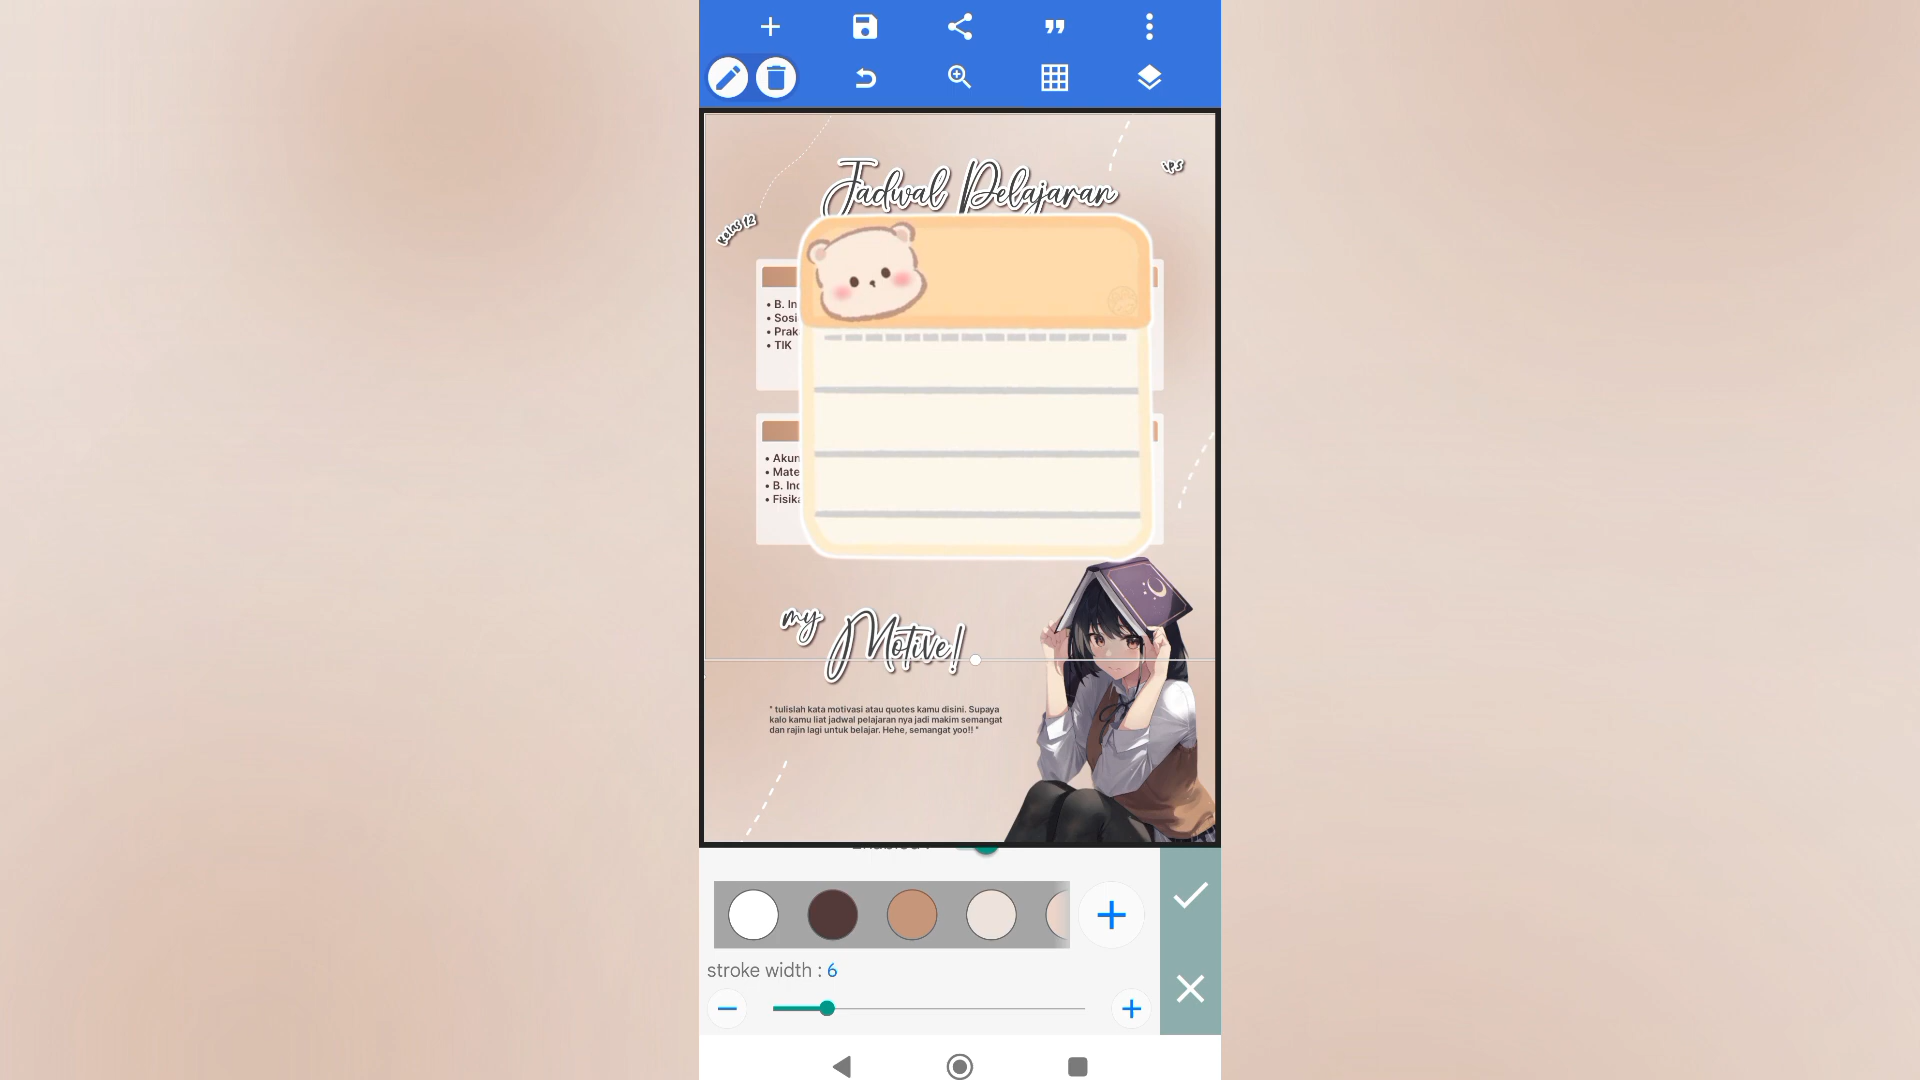 Jadwal Pelajaran
iPS
Kelas 12
• B. In
• Sosi
• Prak
• TIK
• Akun
• Mate
• B. Ind
• Fisika
my
Motive!
" tulislah kata motivasi atau quotes kamu disini. Supaya
kalo kamu liat jadwal pelajaran nya jadi makim semangat
dan rajin lagi untuk belajar. Hehe, semangat yoo!! "
stroke width : 6